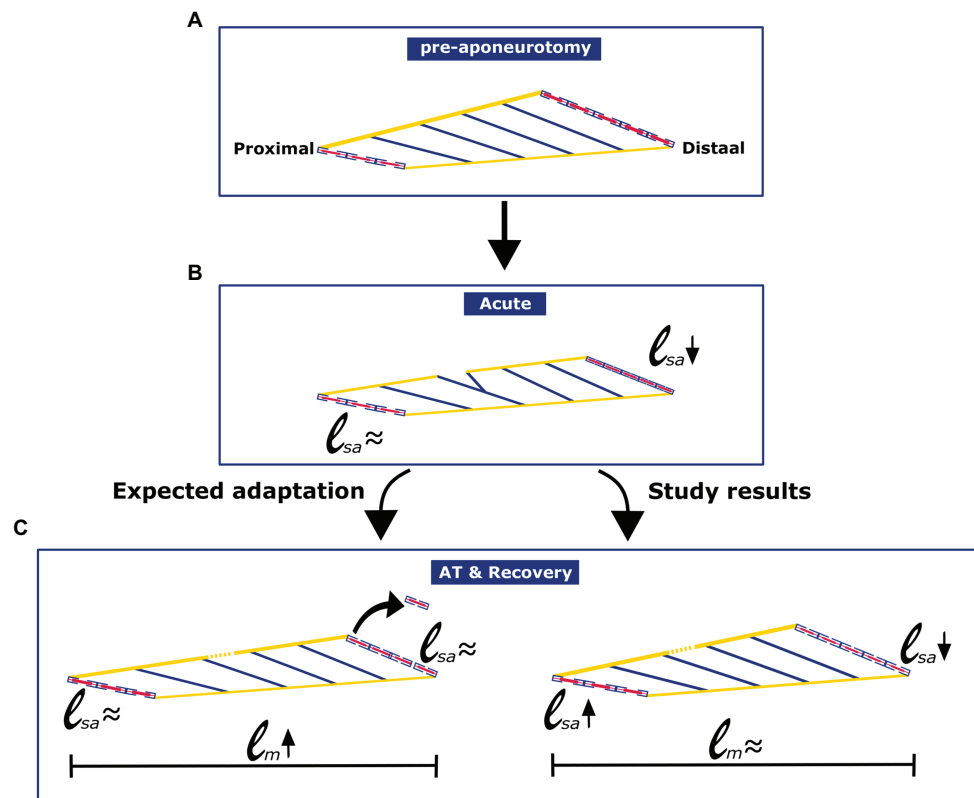 A
pre-aponeurotomy
Proximal
Distaal
B
Acute
ℓsa↓
ℓsa≈
Expected adaptation
Study results
C
AT & Recovery
ℓsa≈
ℓsa↓
ℓsa≈
ℓsa↑
ℓm↑
ℓm≈